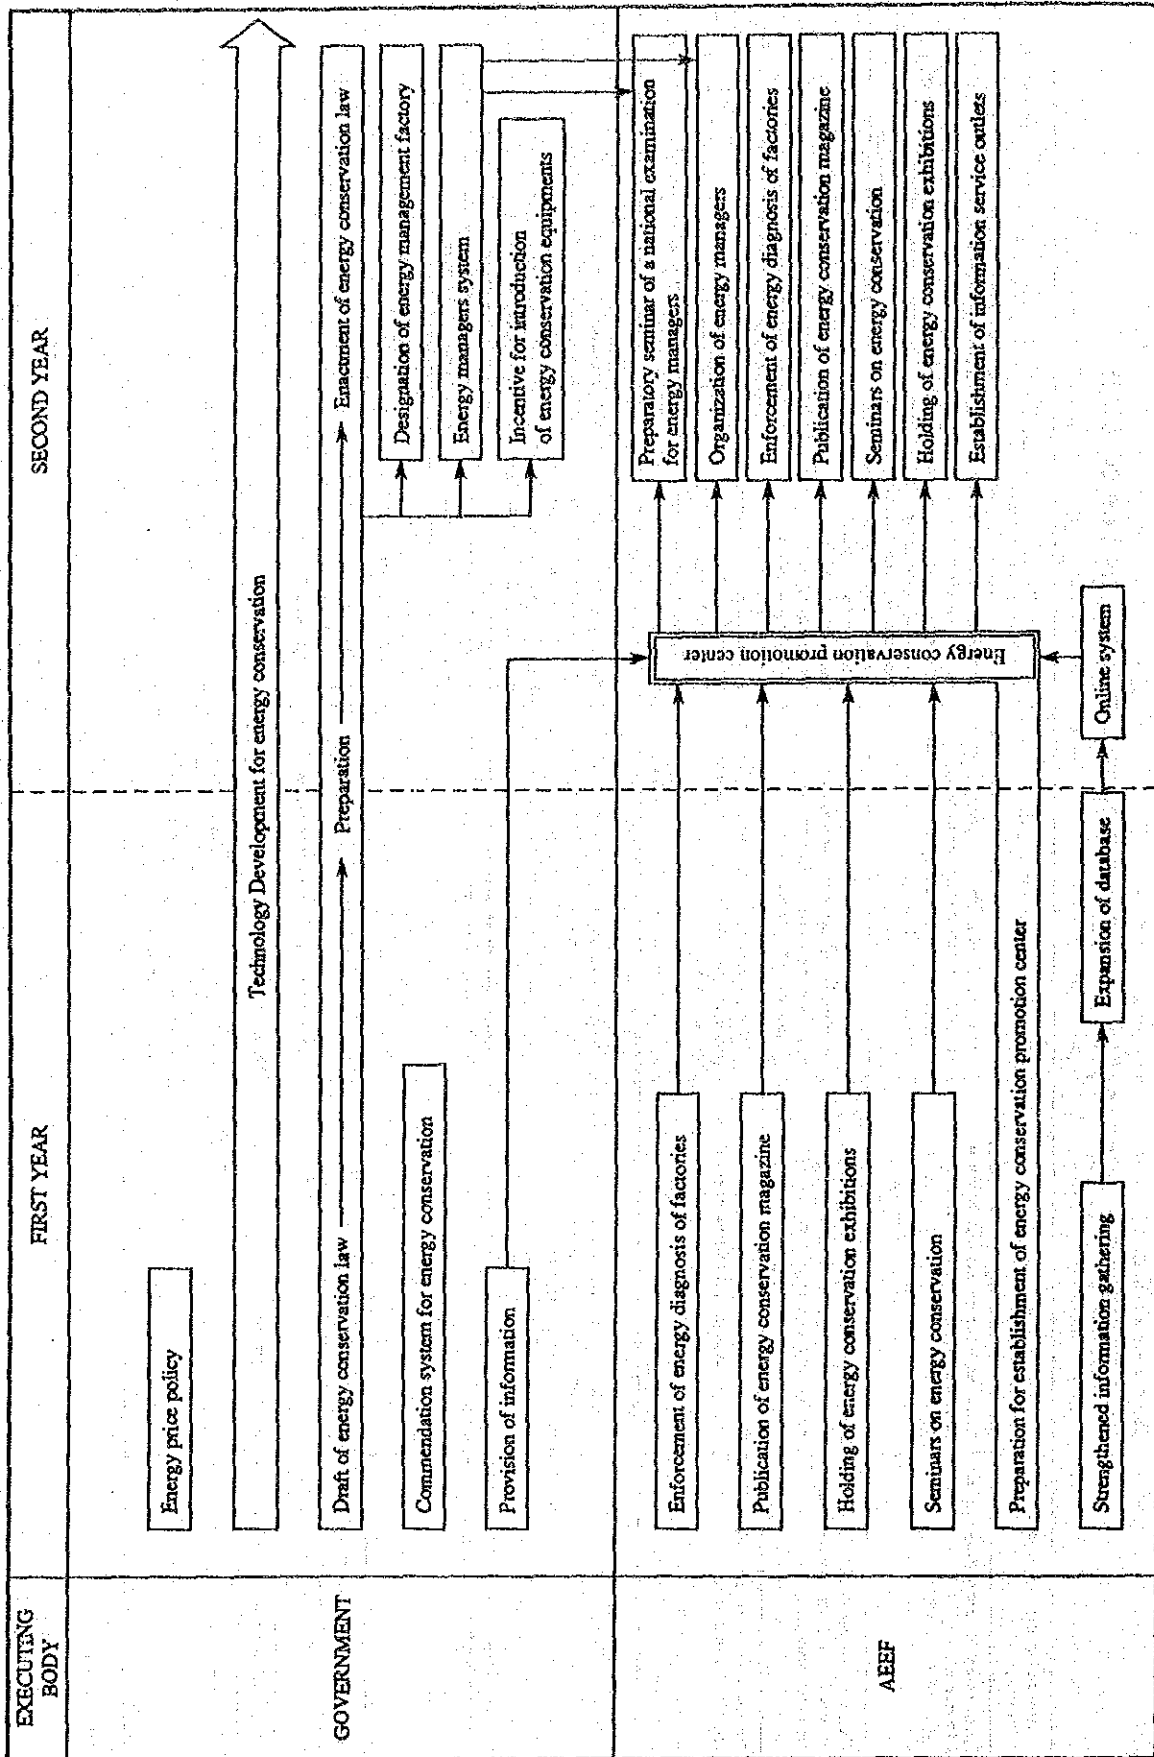 EXECUTING
BODY
FIRST YEAR
SECOND YEAR
GOVERNMENT
Energy price policy
Technology Development for energy conservation
Draft of energy conservation law
Preparation
Enactment of energy conservation law
Designation of energy management factory
Energy managers system
Incentive for introduction
of energy conservation equipments
Commendation system for energy conservation
Provision of information
AEEF
Enforcement of energy diagnosis of factories
Publication of energy conservation magazine
Holding of energy conservation exhibitions
Seminars on energy conservation
Preparation for establishment of energy conservation promotion center
Strengthened information gathering
Expansion of database
Online system
Energy conservation promotion center
Preparatory seminar of a national examination
for energy managers
Organization of energy managers
Enforcement of energy diagnosis of factories
Publication of energy conservation magazine
Seminars on energy conservation
Holding of energy conservation exhibitions
Establishment of information service outlets